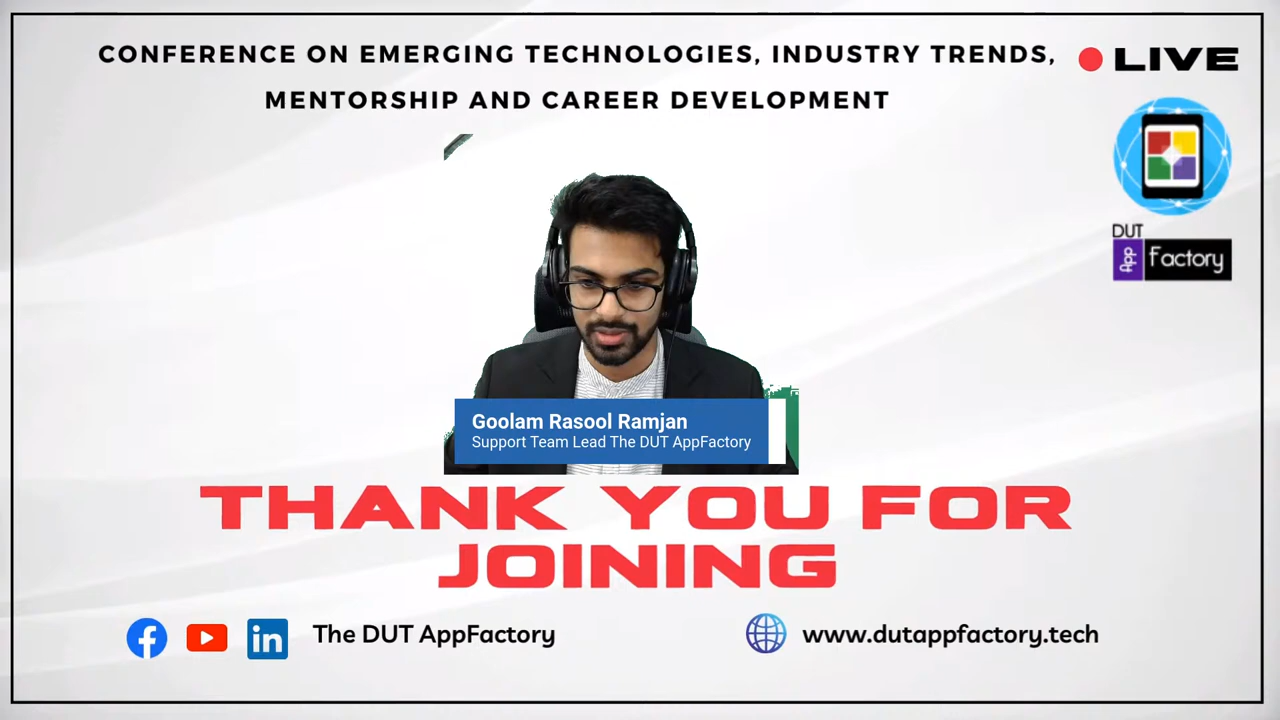 CONFERENCE ON EMERGING TECHNOLOGIES, INDUSTRY TRENDS,
MENTORSHIP AND CAREER DEVELOPMENT
LIVE
DUT
App Factory
Goolam Rasool Ramjan
Support Team Lead The DUT AppFactory
THANK YOU FOR
JOINING
The DUT AppFactory
www.dutappfactory.tech